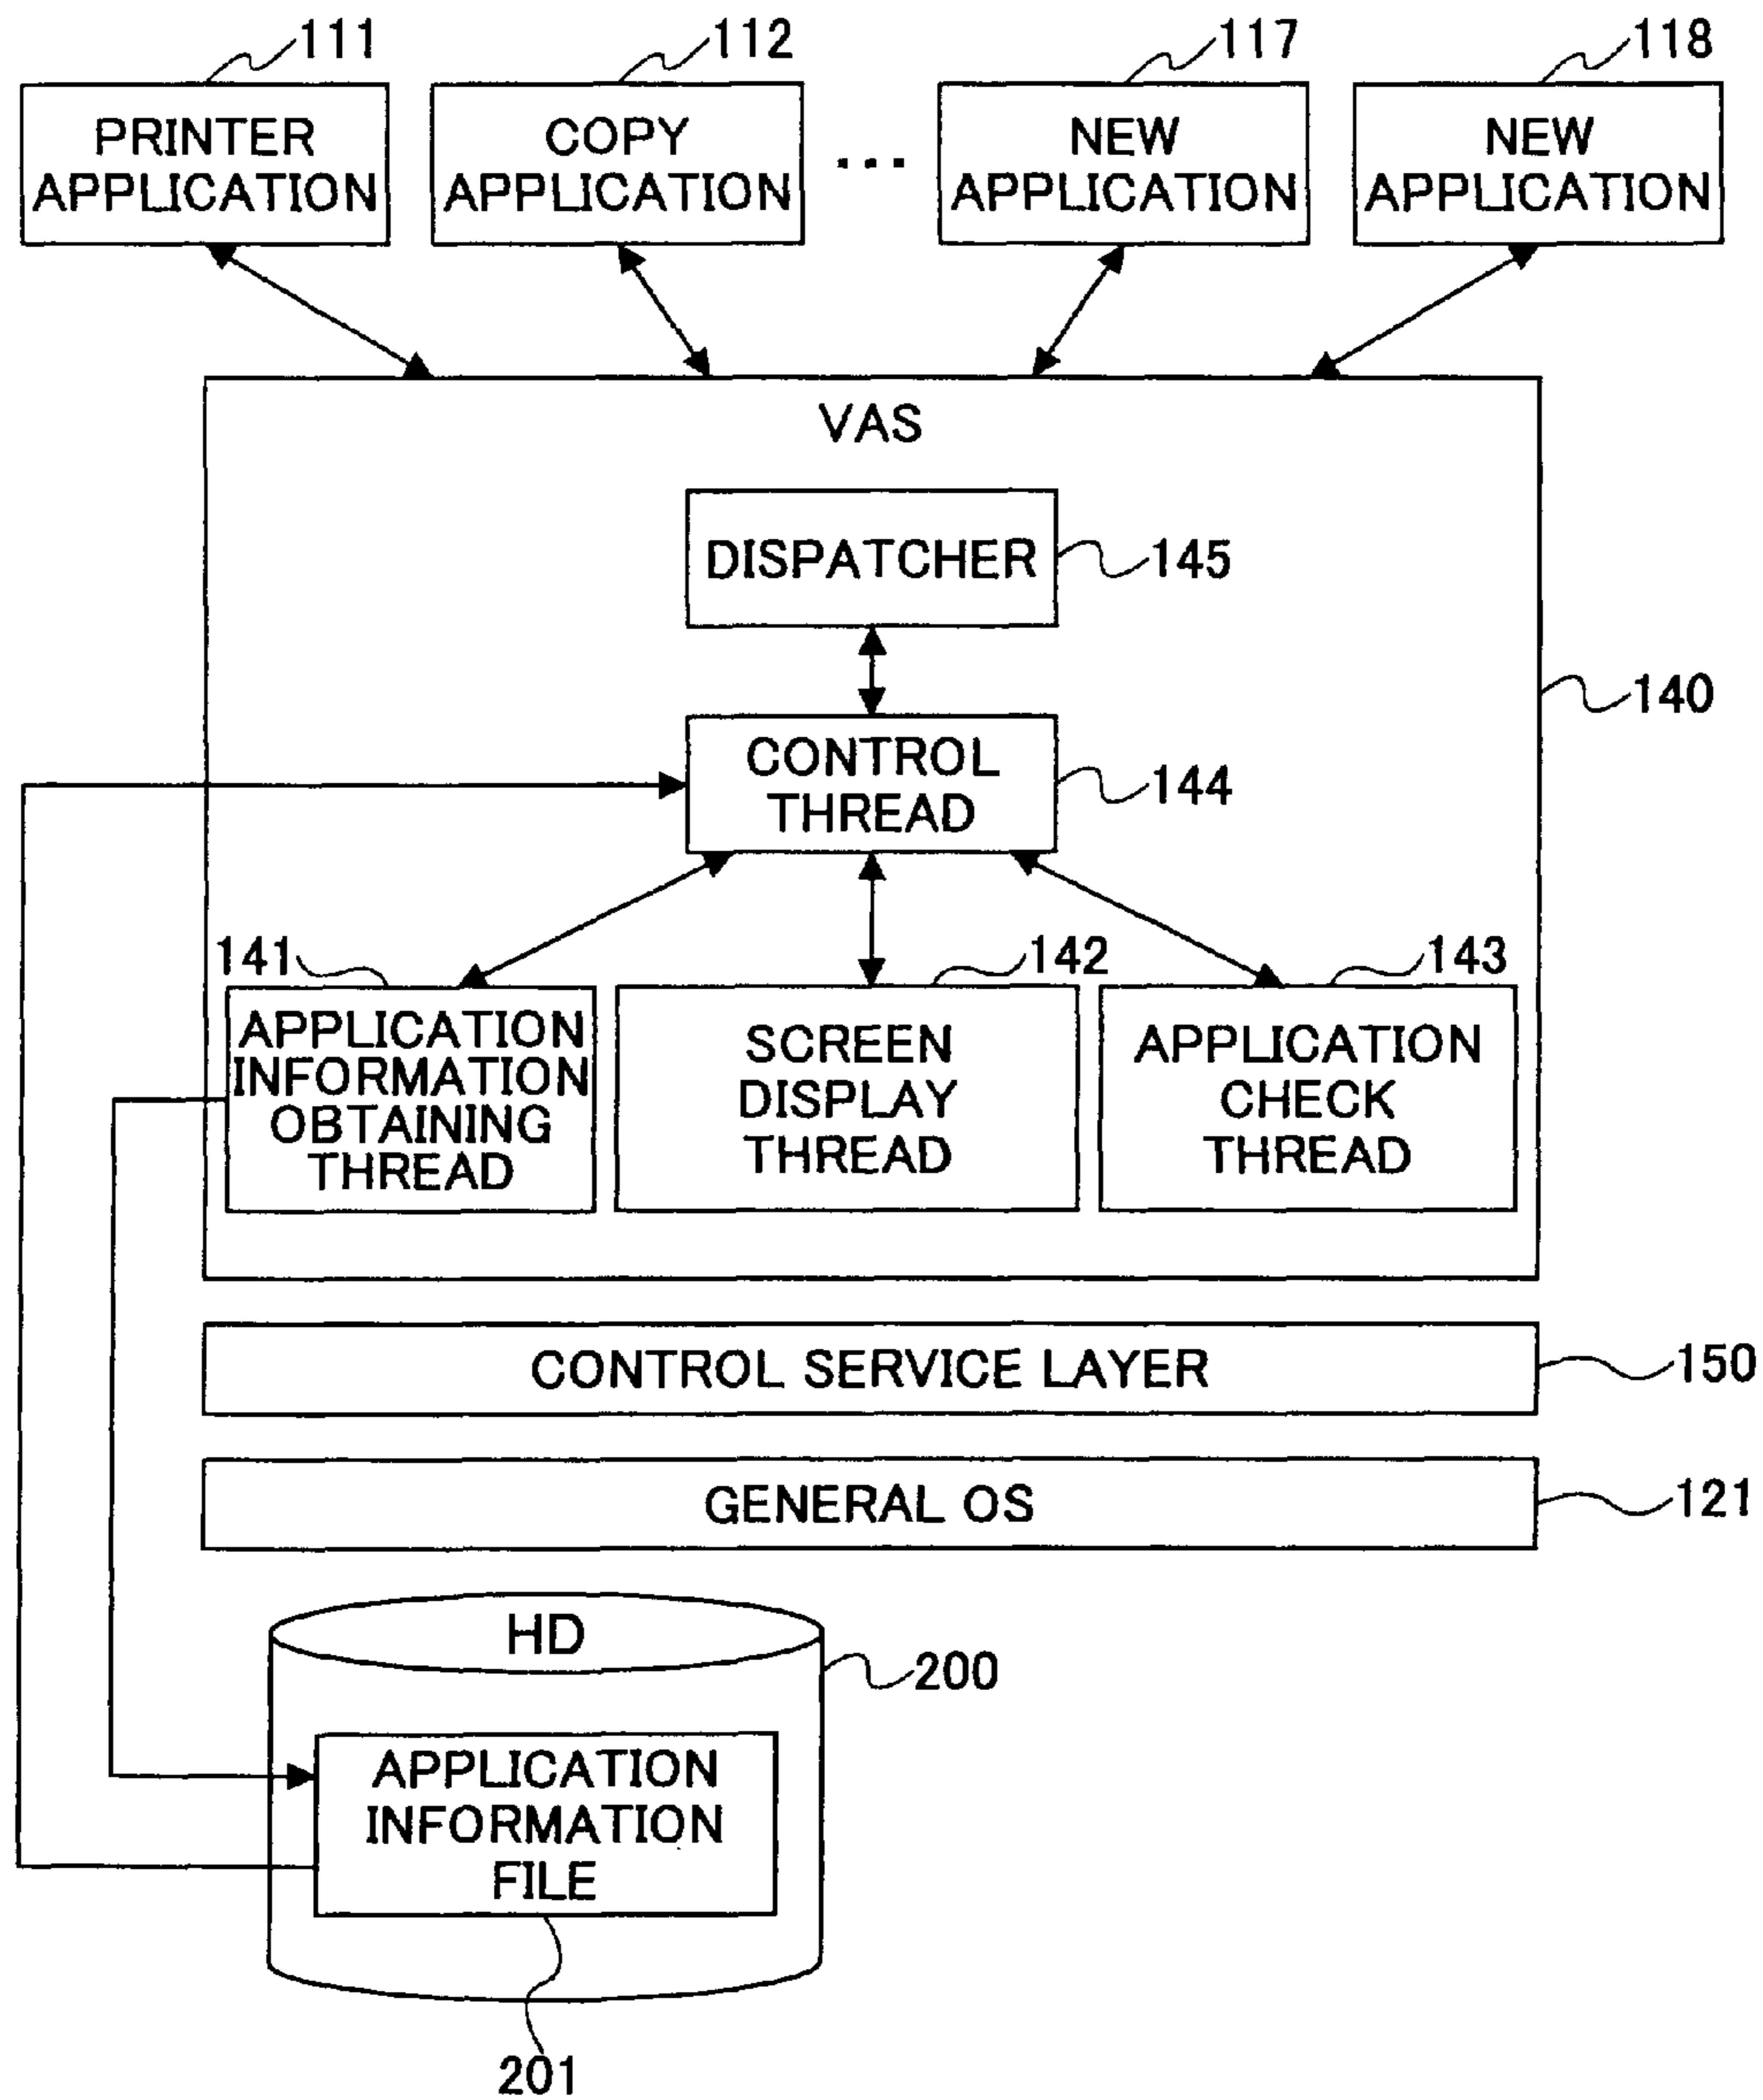 111
112
117
118
PRINTER
APPLICATION
COPY
APPLICATION
...
NEW
APPLICATION
NEW
APPLICATION
VAS
DISPATCHER
145
140
CONTROL
THREAD
144
141
142
143
APPLICATION
INFORMATION
OBTAINING
THREAD
SCREEN
DISPLAY
THREAD
APPLICATION
CHECK
THREAD
CONTROL SERVICE LAYER
150
GENERAL OS
121
HD
200
APPLICATION
INFORMATION
FILE
201